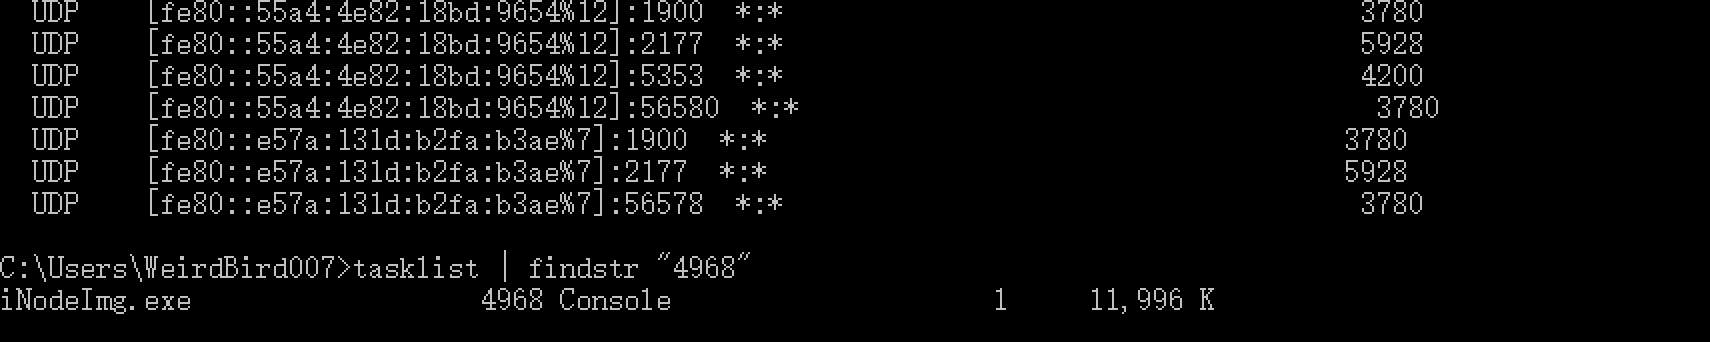 UDP    [fe80::55a4:4e82:18bd:9654%12]:1900  *:*                                    3780
UDP    [fe80::55a4:4e82:18bd:9654%12]:2177  *:*                                    5928
UDP    [fe80::55a4:4e82:18bd:9654%12]:5353  *:*                                    4200
UDP    [fe80::55a4:4e82:18bd:9654%12]:56580  *:*                                    3780
UDP    [fe80::e57a:131d:b2fa:b3ae%7]:1900  *:*                                    3780
UDP    [fe80::e57a:131d:b2fa:b3ae%7]:2177  *:*                                    5928
UDP    [fe80::e57a:131d:b2fa:b3ae%7]:56578  *:*                                    3780
C:\Users\WeirdBird007>tasklist | findstr "4968"
iNodeImg.exe                  4968 Console                    1     11,996 K